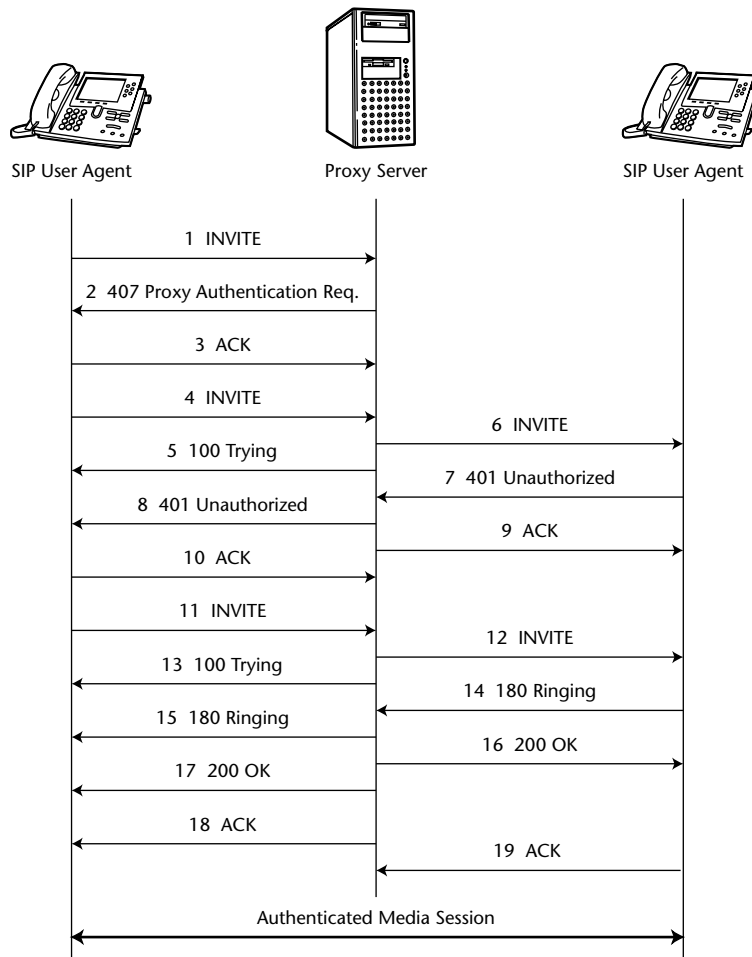 SIP User Agent
Proxy Server
SIP User Agent
1 INVITE
2 407 Proxy Authentication Req.
3 ACK
4 INVITE
6 INVITE
5 100 Trying
7 401 Unauthorized
8 401 Unauthorized
9 ACK
10 ACK
11 INVITE
12 INVITE
13 100 Trying
14 180 Ringing
15 180 Ringing
16 200 OK
17 200 OK
18 ACK
19 ACK
Authenticated Media Session